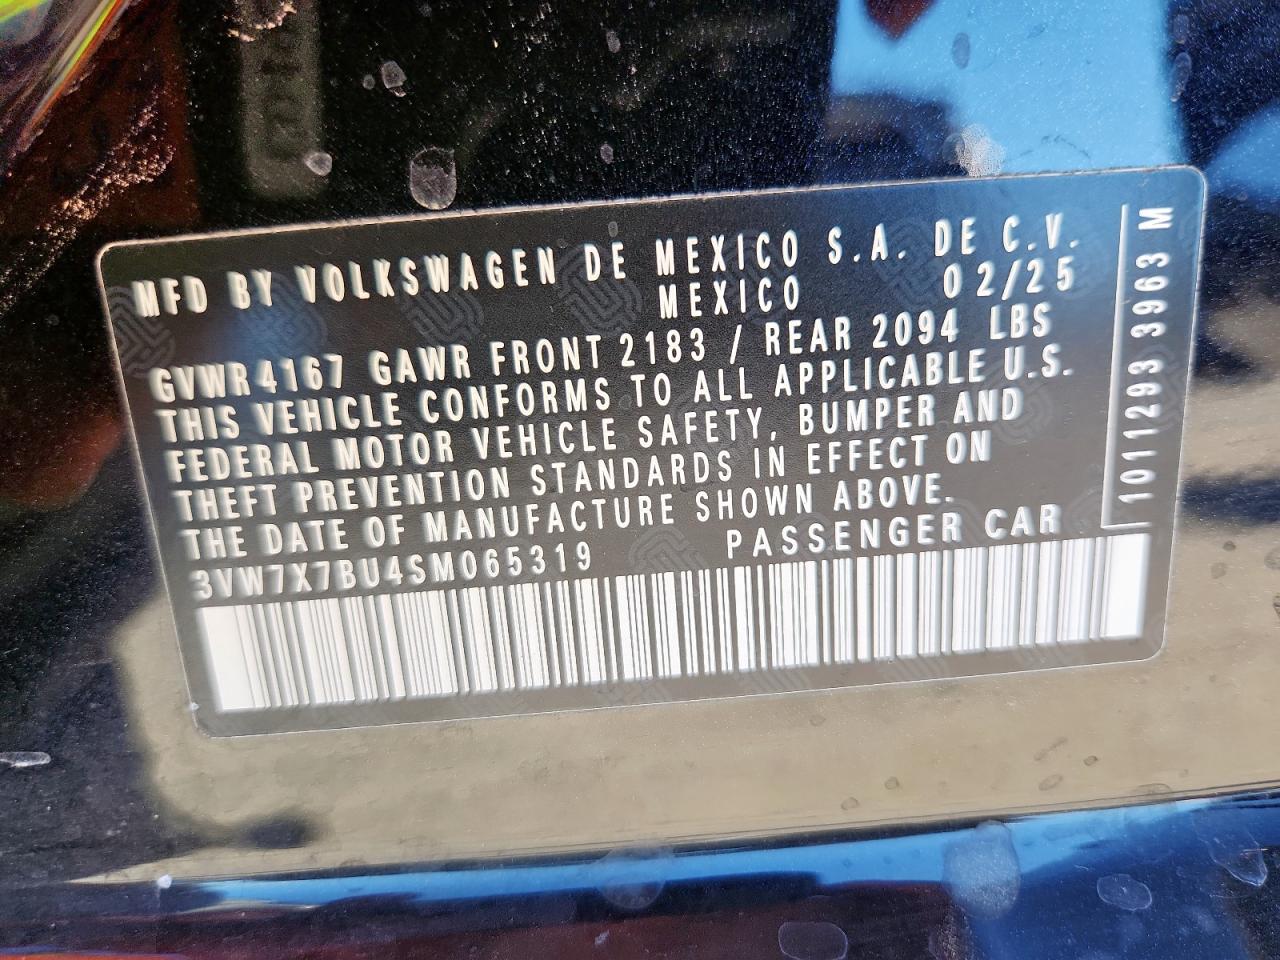 MFD BY VOLKSWAGEN DE MEXICO S.A. DE C.V.
MEXICO 02/25
GVWR 4167 GAWR FRONT 2183 / REAR 2094 LBS
THIS VEHICLE CONFORMS TO ALL APPLICABLE U.S.
FEDERAL MOTOR VEHICLE SAFETY, BUMPER AND
THEFT PREVENTION STANDARDS IN EFFECT ON
THE DATE OF MANUFACTURE SHOWN ABOVE.
3VW7X7BU4SM065319 PASSENGER CAR
1011293 3963 M